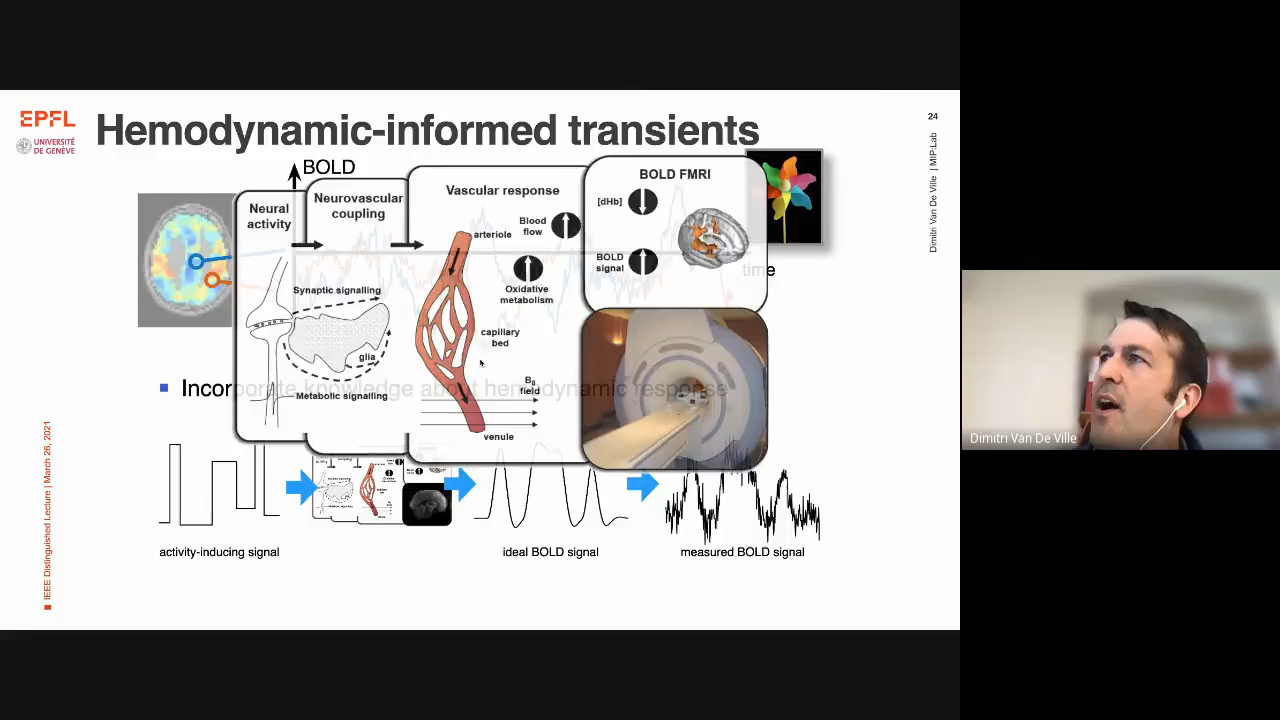 EPFL
UNIVERSITÉ
DE GENÈVE
Hemodynamic-informed transients
24
Dimitri Van De Ville | MIP:Lab
BOLD
Neural
activity
Neurovascular
coupling
Vascular response
BOLD FMRI
[dHb]
Blood
flow
arteriole
BOLD
signal
time
Oxidative
metabolism
Synaptic signalling
capillary
bed
glia
B0
field
Incorporate knowledge about hemodynamic response
Metabolic signalling
venule
activity-inducing signal
ideal BOLD signal
measured BOLD signal
IEEE Distinguished Lecture | March 26, 2021
Dimitri Van De Ville